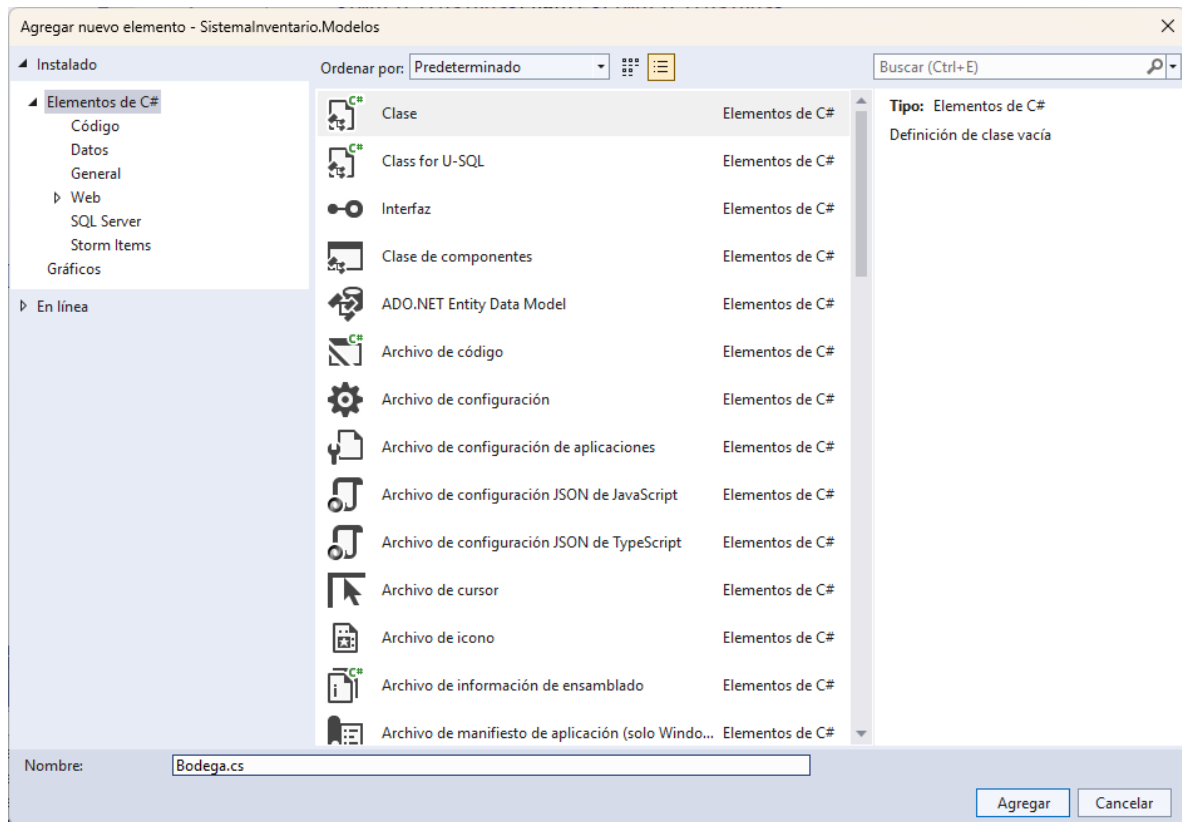 Agregar nuevo elemento - SistemaInventario.Modelos
Instalado
Ordenar por: Predeterminado
Buscar (Ctrl+E)
Elementos de C#
Código
Datos
General
Web
SQL Server
Storm Items
Gráficos
En línea
Clase Elementos de C#
Class for U-SQL Elementos de C#
Interfaz Elementos de C#
Clase de componentes Elementos de C#
ADO.NET Entity Data Model Elementos de C#
Archivo de código Elementos de C#
Archivo de configuración Elementos de C#
Archivo de configuración de aplicaciones Elementos de C#
Archivo de configuración JSON de JavaScript Elementos de C#
Archivo de configuración JSON de TypeScript Elementos de C#
Archivo de cursor Elementos de C#
Archivo de icono Elementos de C#
Archivo de información de ensamblado Elementos de C#
Archivo de manifiesto de aplicación (solo Windo... Elementos de C#
Tipo: Elementos de C#
Definición de clase vacía
Nombre: Bodega.cs
Agregar Cancelar